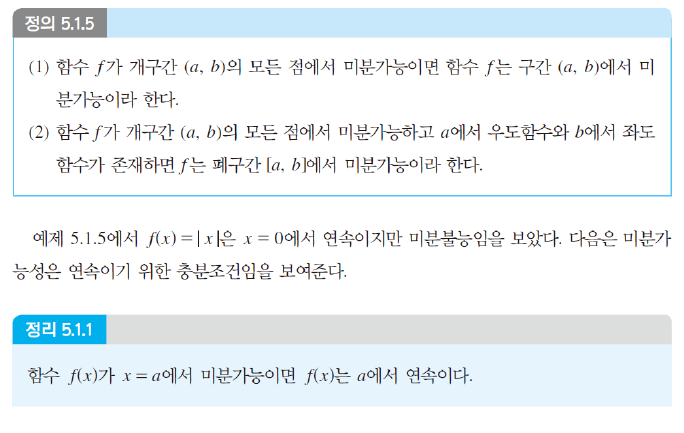 정의 5.1.5
(1) 함수 f가 개구간 (a, b)의 모든 점에서 미분가능이면 함수 f는 구간 (a, b)에서 미
분가능이라 한다.
(2) 함수 f가 개구간 (a, b)의 모든 점에서 미분가능하고 a에서 우도함수와 b에서 좌도
함수가 존재하면 f는 폐구간 [a, b]에서 미분가능이라 한다.
예제 5.1.5에서 f(x)=|x|은 x = 0에서 연속이지만 미분불능임을 보았다. 다음은 미분가
능성은 연속이기 위한 충분조건임을 보여준다.
정리 5.1.1
함수 f(x)가 x = a에서 미분가능이면 f(x)는 a에서 연속이다.